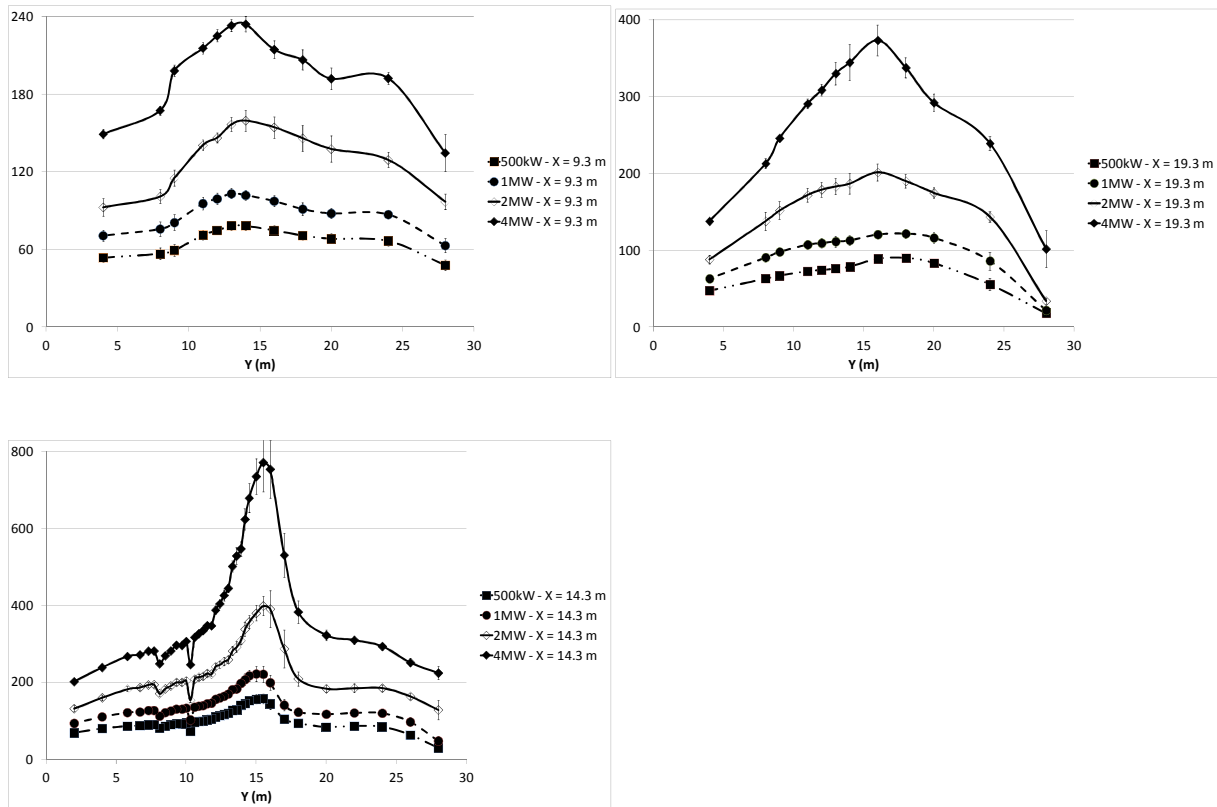 240
180
120
60
0
0 5 10 15 20 25 30
Y (m)
500kW - X = 9.3 m
1MW - X = 9.3 m
2MW - X = 9.3 m
4MW - X = 9.3 m
400
300
200
100
0
0 5 10 15 20 25 30
Y (m)
500kW - X = 19.3 m
1MW - X = 19.3 m
2MW - X = 19.3 m
4MW - X = 19.3 m
800
600
400
200
0
0 5 10 15 20 25 30
Y (m)
500kW - X = 14.3 m
1MW - X = 14.3 m
2MW - X = 14.3 m
4MW - X = 14.3 m